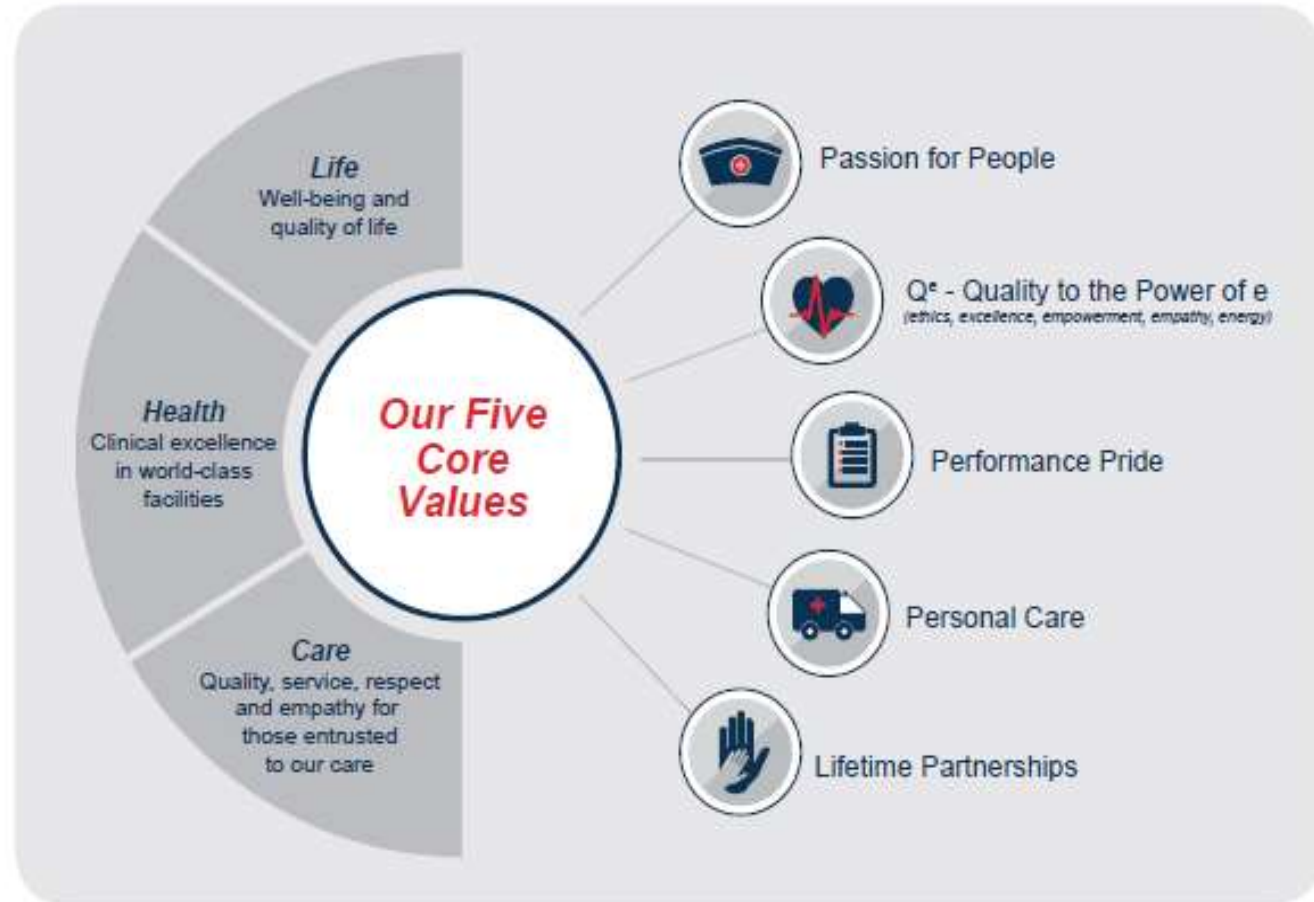 Life
Well-being and
quality of life
Health
Clinical excellence
in world-class
facilities
Care
Quality, service, respect
and empathy for
those entrusted
to our care
Our Five
Core
Values
Passion for People
Qᵉ - Quality to the Power of e
(ethics, excellence, empowerment, empathy, energy)
Performance Pride
Personal Care
Lifetime Partnerships